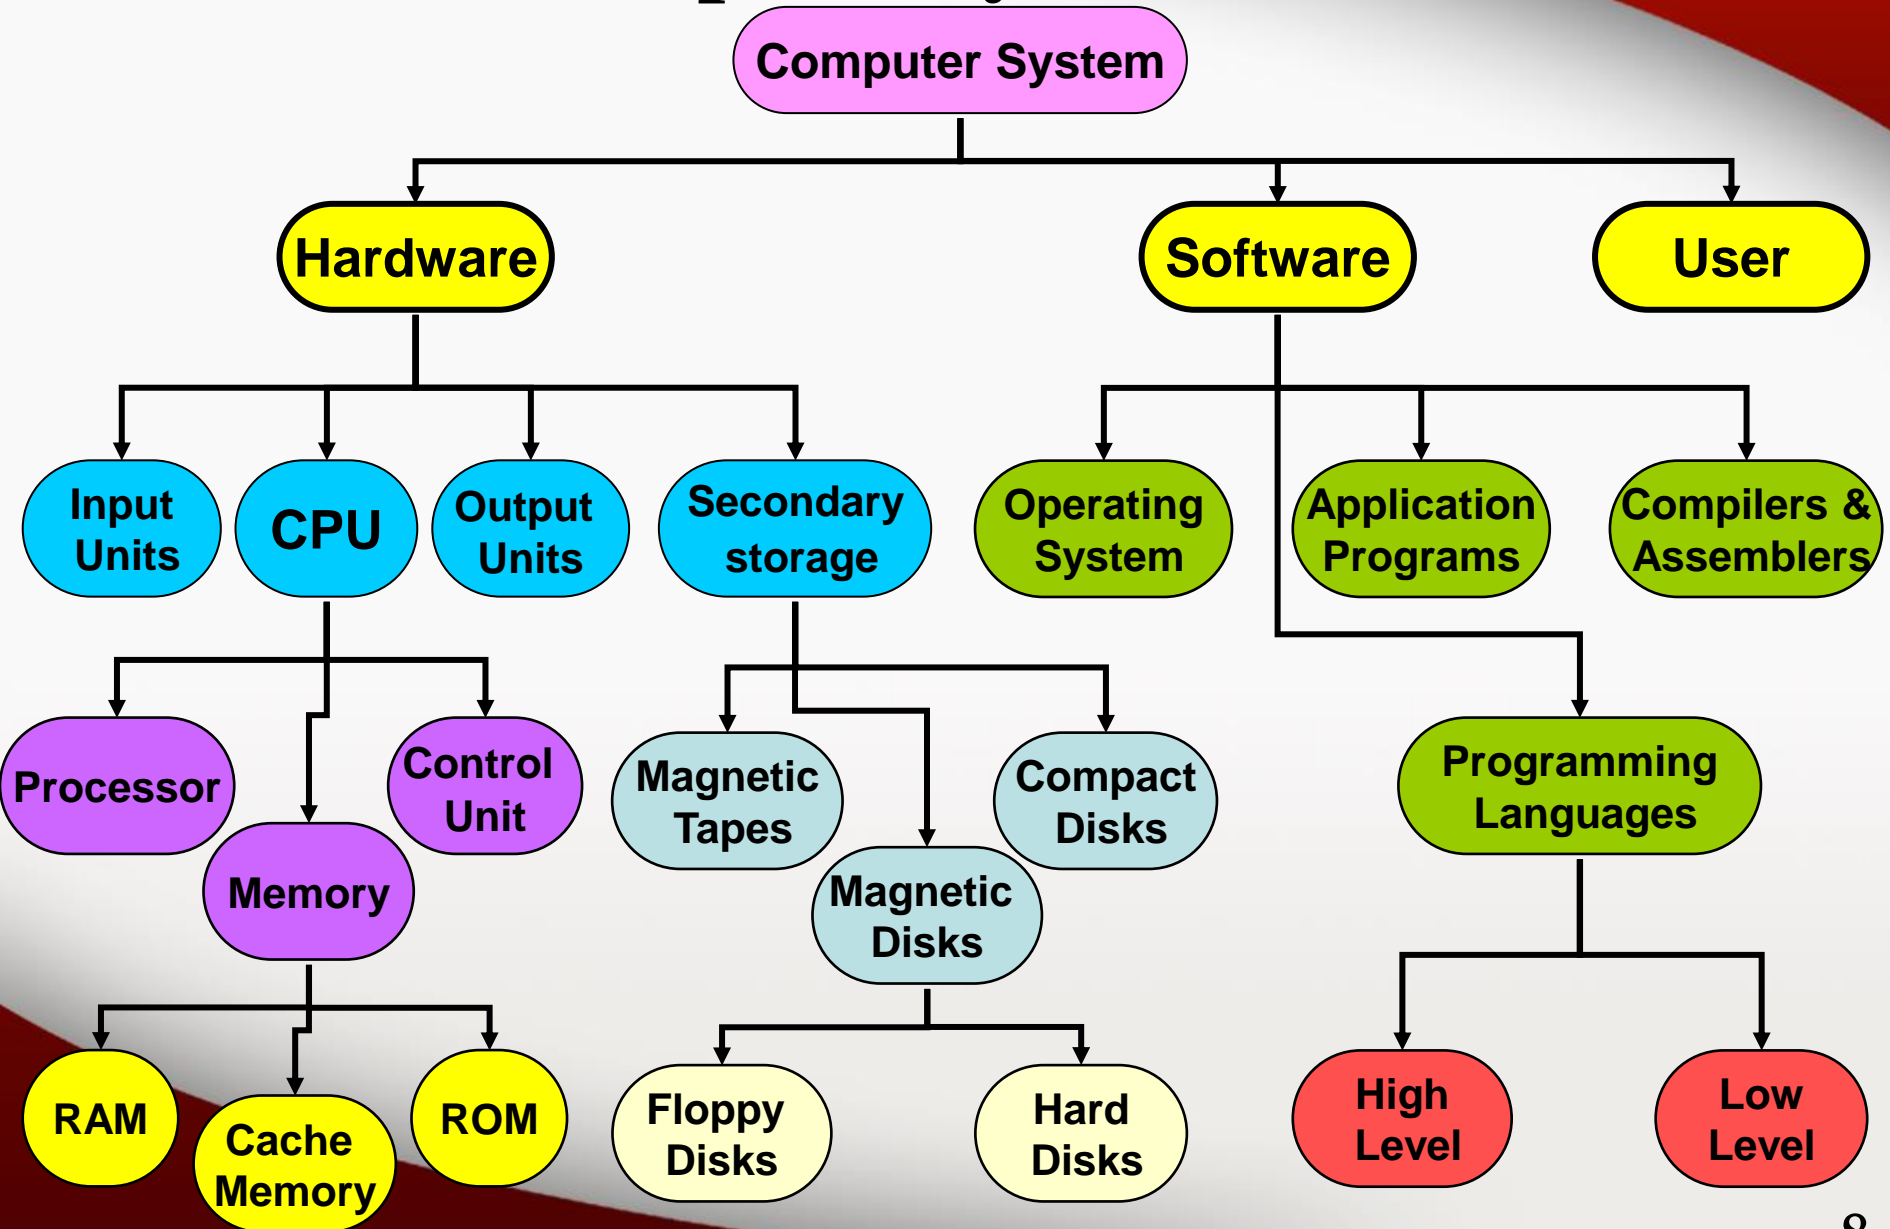 Computer System
Hardware
Software
User
Input
Units
CPU
Output
Units
Secondary
storage
Operating
System
Application
Programs
Compilers &
Assemblers
Processor
Memory
Control
Unit
Magnetic
Tapes
Magnetic
Disks
Compact
Disks
Programming
Languages
RAM
Cache
Memory
ROM
Floppy
Disks
Hard
Disks
High
Level
Low
Level